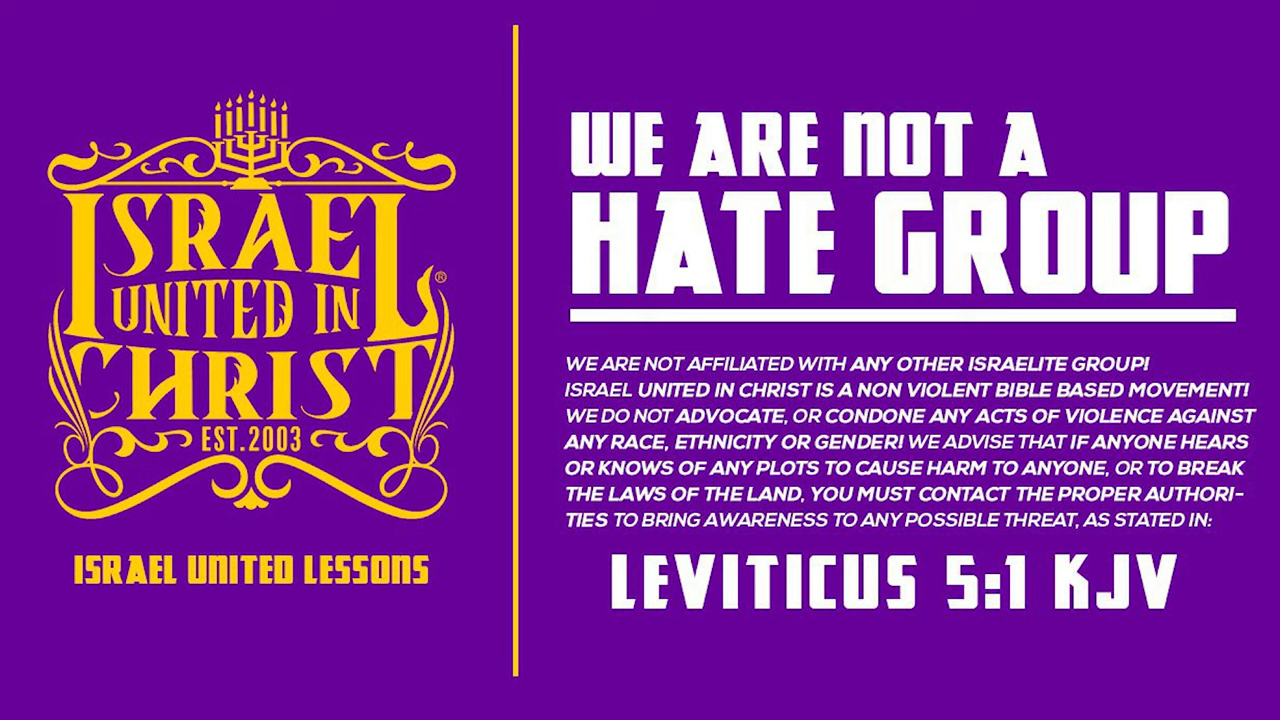 ISRAEL
UNITED IN
CHRIST
®
EST.2003
ISRAEL UNITED LESSONS
WE ARE NOT A
HATE GROUP
WE ARE NOT AFFILIATED WITH ANY OTHER ISRAELITE GROUP!
ISRAEL UNITED IN CHRIST IS A NON VIOLENT BIBLE BASED MOVEMENT!
WE DO NOT ADVOCATE, OR CONDONE ANY ACTS OF VIOLENCE AGAINST
ANY RACE, ETHNICITY OR GENDER! WE ADVISE THAT IF ANYONE HEARS
OR KNOWS OF ANY PLOTS TO CAUSE HARM TO ANYONE, OR TO BREAK
THE LAWS OF THE LAND, YOU MUST CONTACT THE PROPER AUTHORI-
TIES TO BRING AWARENESS TO ANY POSSIBLE THREAT, AS STATED IN:
LEVITICUS 5:1 KJV